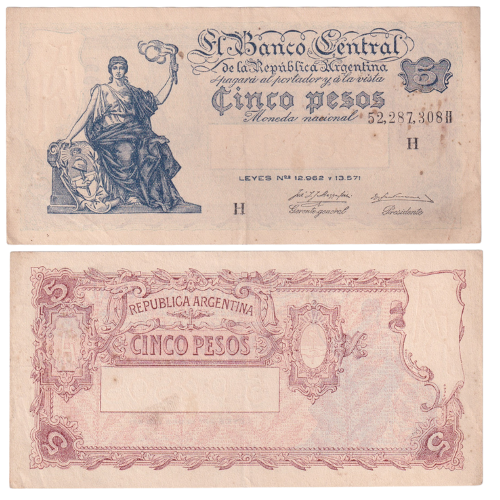 El Banco Central
de la República Argentina
pagará al portador y á la vista
5
Cinco pesos
Moneda nacional 52,287,308H
H
LEYES Nos 12.962 y 13.571
H
Gerente general
Presidente
5
REPUBLICA ARGENTINA
CINCO PESOS
5
5